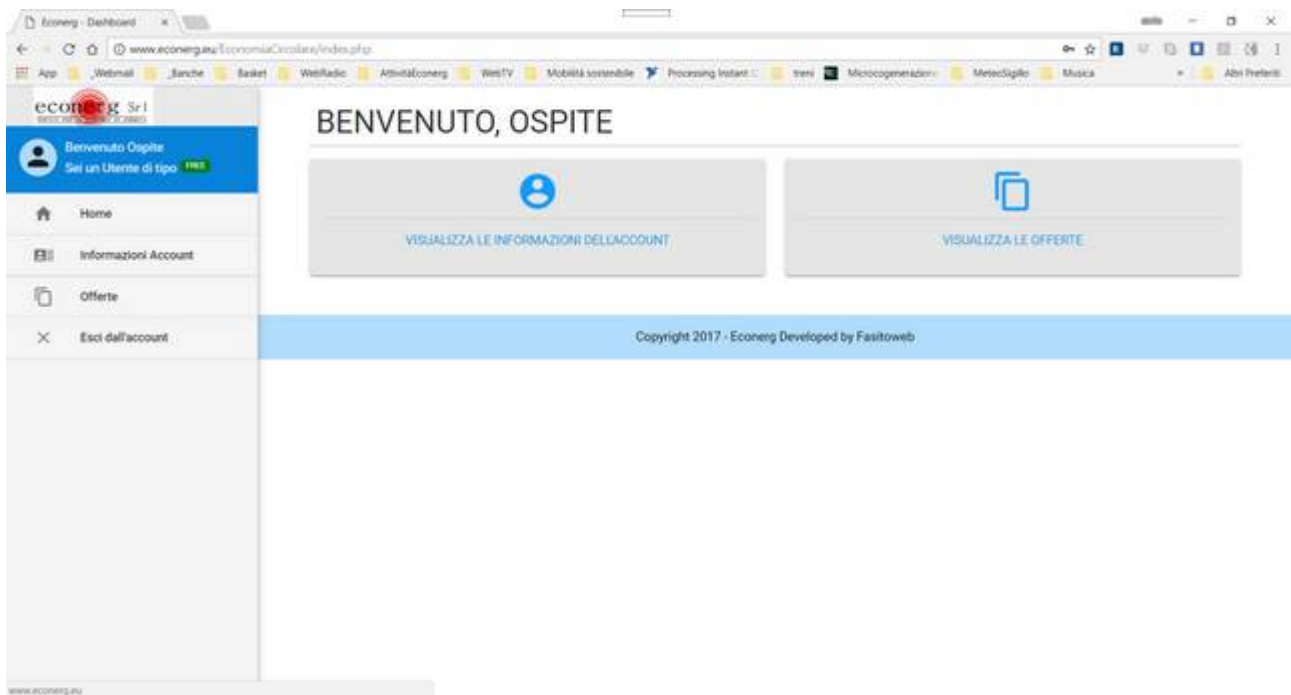 Econerg - Dashboard
www.econerg.eu/EconomiaCircolare/index.php
App _Webmail _Banche Basket WebRadio AttivitàEconerg WebTV Mobilità sostenibile Processing Instant treni Microcogenerazion MeteoSigillo Musica » Altri Preferiti
econerg Srl
Benvenuto Ospite
Sei un Utente di tipo FREE
Home
Informazioni Account
Offerte
Esci dall'account
BENVENUTO, OSPITE
VISUALIZZA LE INFORMAZIONI DELL'ACCOUNT
VISUALIZZA LE OFFERTE
Copyright 2017 - Econerg Developed by Fasitoweb
www.econerg.eu